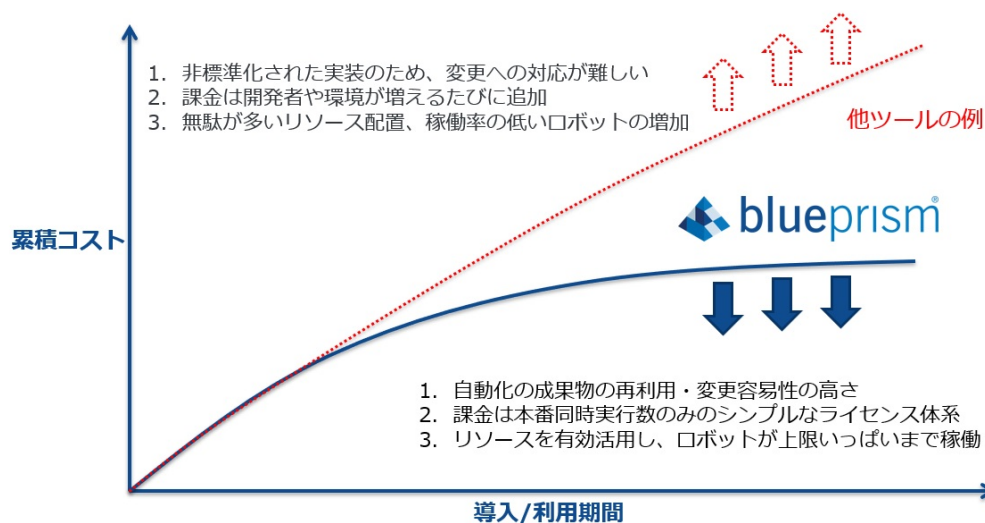 1. 非標準化された実装のため、変更への対応が難しい
2. 課金は開発者や環境が増えるたびに追加
3. 無駄が多いリソース配置、稼働率の低いロボットの増加
他ツールの例
blueprism®
累積コスト
1. 自動化の成果物の再利用・変更容易性の高さ
2. 課金は本番同時実行数のみのシンプルなライセンス体系
3. リソースを有効活用し、ロボットが上限いっぱいまで稼働
導入/利用期間